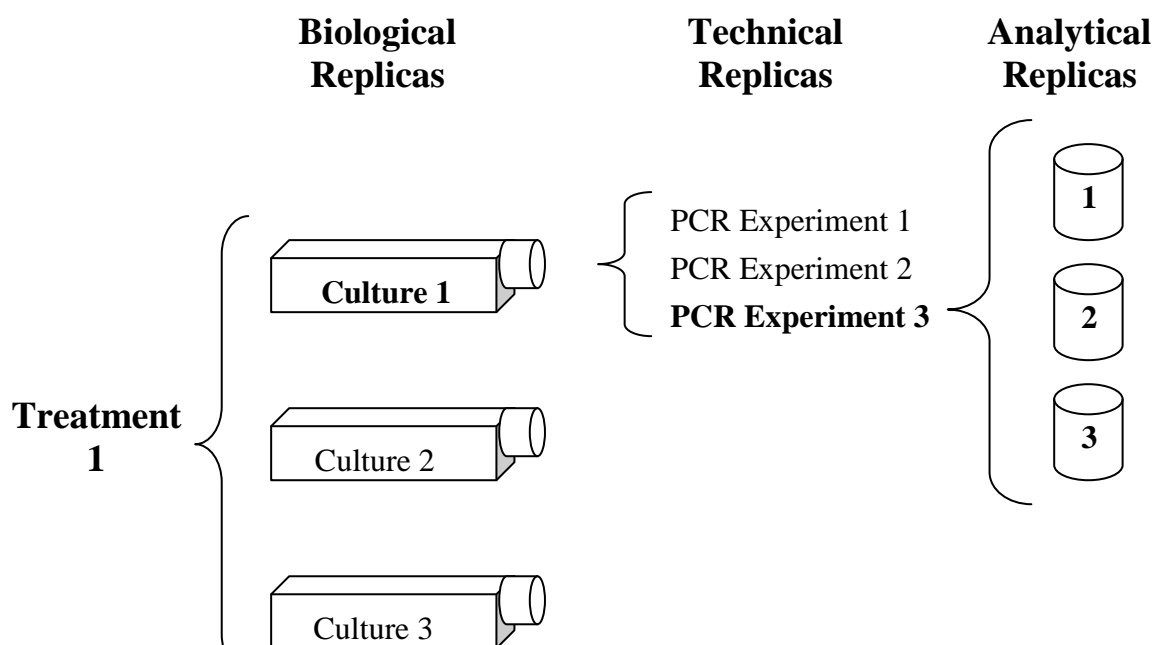 Biological
Replicas
Technical
Replicas
Analytical
Replicas
Treatment
1
Culture 1
Culture 2
Culture 3
PCR Experiment 1
PCR Experiment 2
PCR Experiment 3
1
2
3